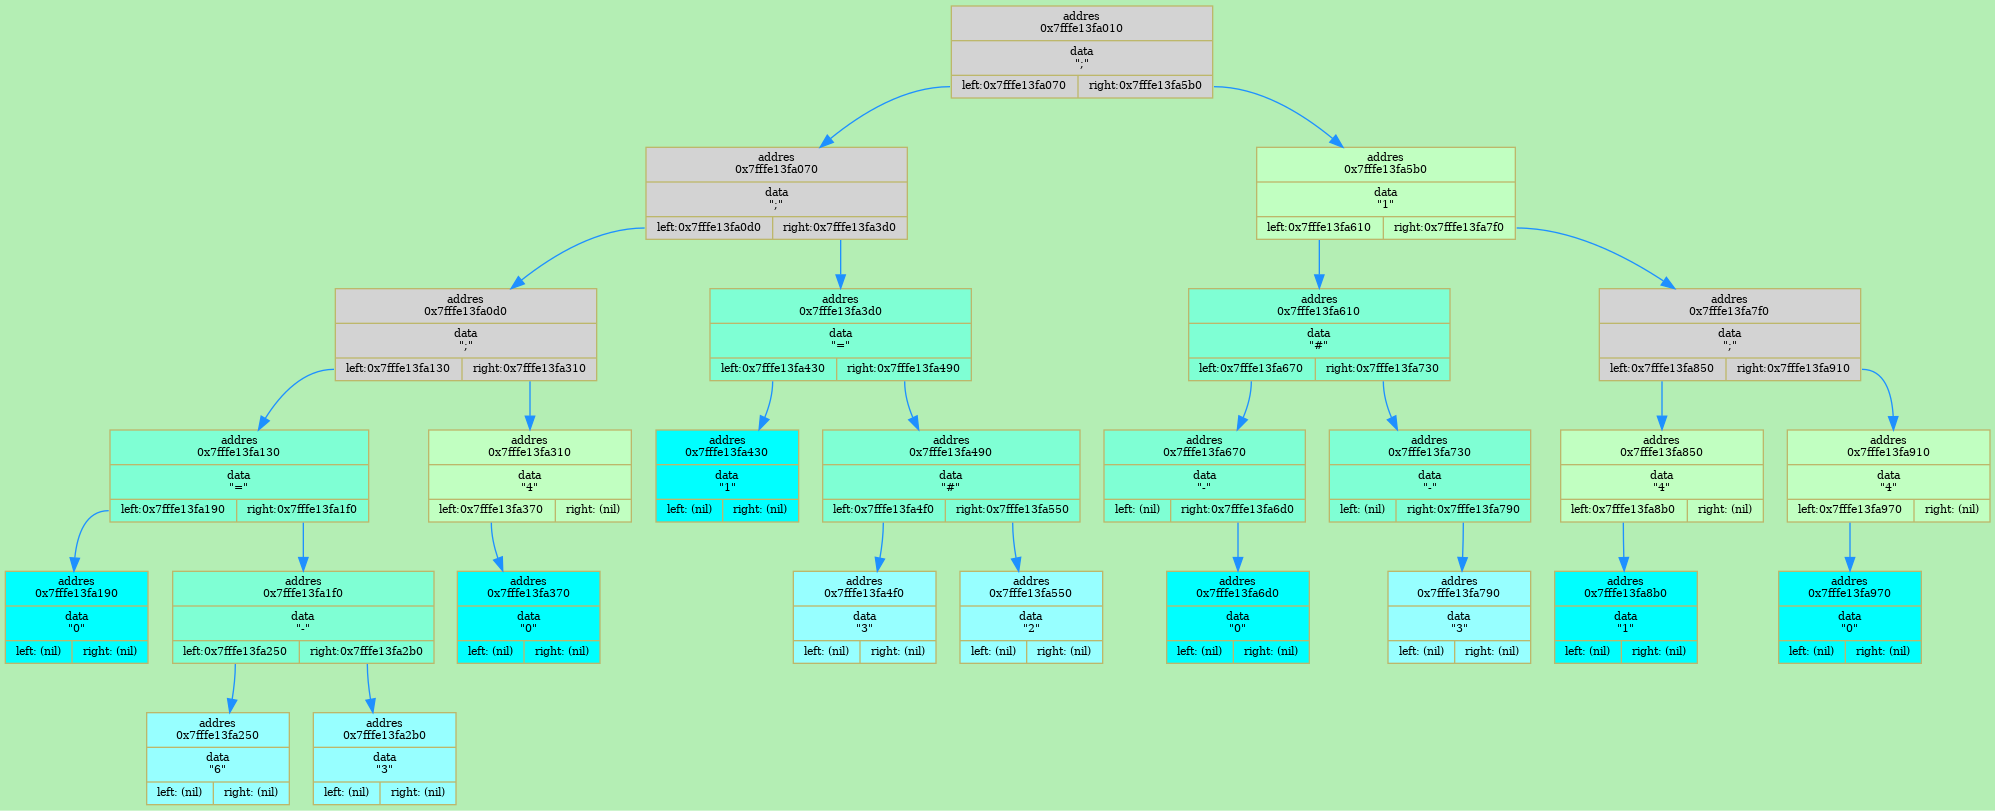 addres
0x7fffe13fa010
data
";"
left:0x7fffe13fa070 right:0x7fffe13fa5b0
addres
0x7fffe13fa070
data
";"
left:0x7fffe13fa0d0 right:0x7fffe13fa3d0
addres
0x7fffe13fa5b0
data
"1"
left:0x7fffe13fa610 right:0x7fffe13fa7f0
addres
0x7fffe13fa0d0
data
";"
left:0x7fffe13fa130 right:0x7fffe13fa310
addres
0x7fffe13fa3d0
data
"="
left:0x7fffe13fa430 right:0x7fffe13fa490
addres
0x7fffe13fa610
data
"#"
left:0x7fffe13fa670 right:0x7fffe13fa730
addres
0x7fffe13fa7f0
data
";"
left:0x7fffe13fa850 right:0x7fffe13fa910
addres
0x7fffe13fa130
data
"="
left:0x7fffe13fa190 right:0x7fffe13fa1f0
addres
0x7fffe13fa310
data
"4"
left:0x7fffe13fa370 right: (nil)
addres
0x7fffe13fa430
data
"1"
left: (nil) right: (nil)
addres
0x7fffe13fa490
data
"#"
left:0x7fffe13fa4f0 right:0x7fffe13fa550
addres
0x7fffe13fa670
data
"-"
left: (nil) right:0x7fffe13fa6d0
addres
0x7fffe13fa730
data
"-"
left: (nil) right:0x7fffe13fa790
addres
0x7fffe13fa850
data
"4"
left:0x7fffe13fa8b0 right: (nil)
addres
0x7fffe13fa910
data
"4"
left:0x7fffe13fa970 right: (nil)
addres
0x7fffe13fa190
data
"0"
left: (nil) right: (nil)
addres
0x7fffe13fa1f0
data
"-"
left:0x7fffe13fa250 right:0x7fffe13fa2b0
addres
0x7fffe13fa370
data
"0"
left: (nil) right: (nil)
addres
0x7fffe13fa4f0
data
"3"
left: (nil) right: (nil)
addres
0x7fffe13fa550
data
"2"
left: (nil) right: (nil)
addres
0x7fffe13fa6d0
data
"0"
left: (nil) right: (nil)
addres
0x7fffe13fa790
data
"3"
left: (nil) right: (nil)
addres
0x7fffe13fa8b0
data
"1"
left: (nil) right: (nil)
addres
0x7fffe13fa970
data
"0"
left: (nil) right: (nil)
addres
0x7fffe13fa250
data
"6"
left: (nil) right: (nil)
addres
0x7fffe13fa2b0
data
"3"
left: (nil) right: (nil)